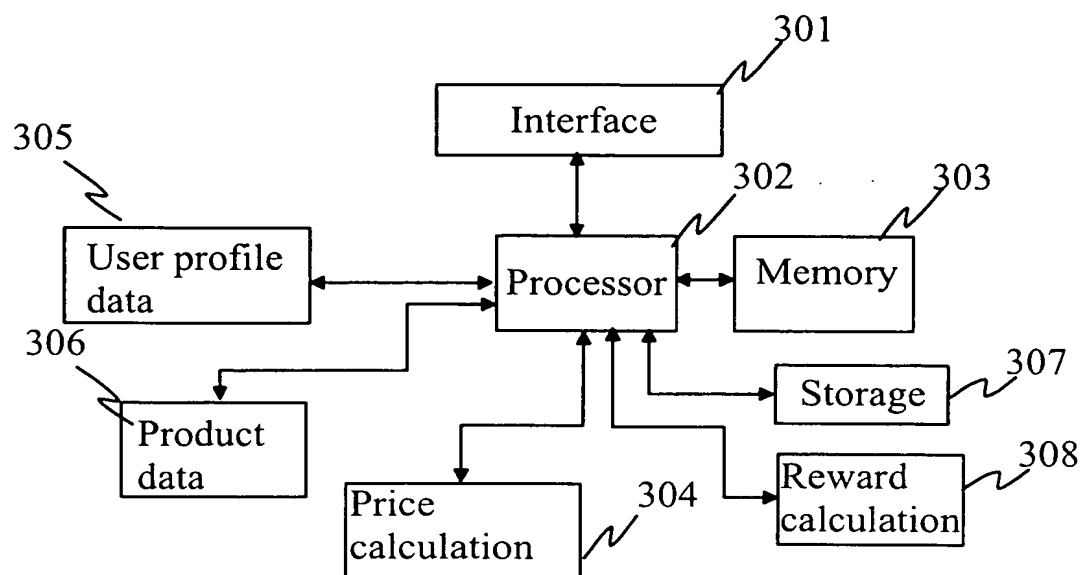 301
Interface
305
302
303
User profile
data
Processor
Memory
306
307
Storage
Product
data
308
Reward
calculation
Price
calculation
304